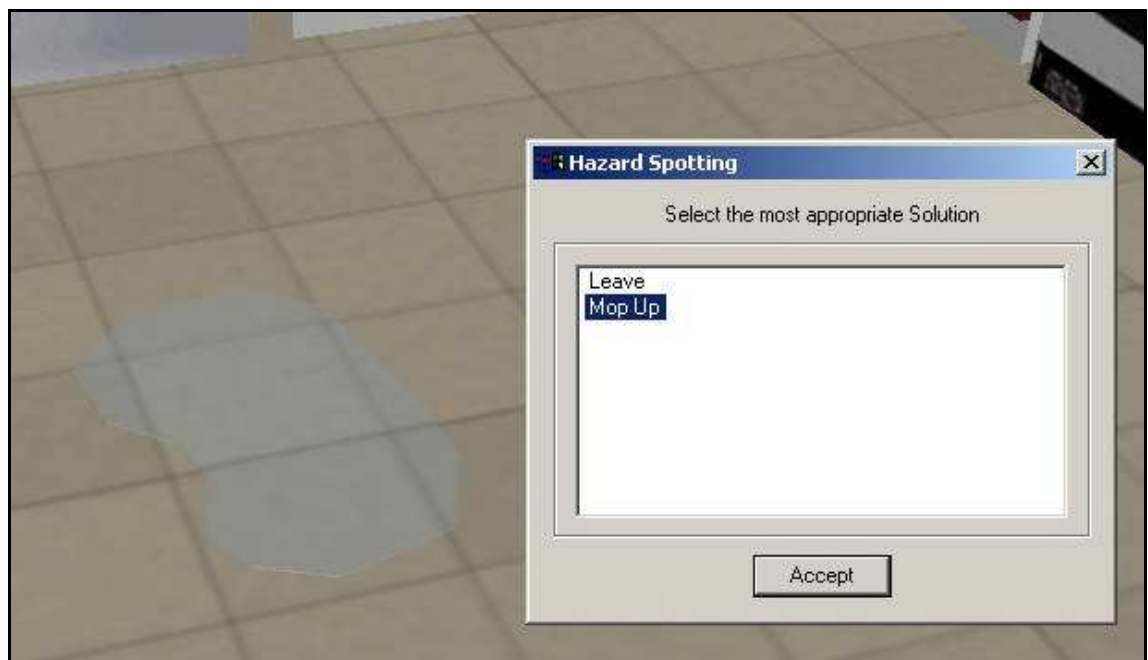 Hazard Spotting
Select the most appropriate Solution
Leave
Mop Up
Accept